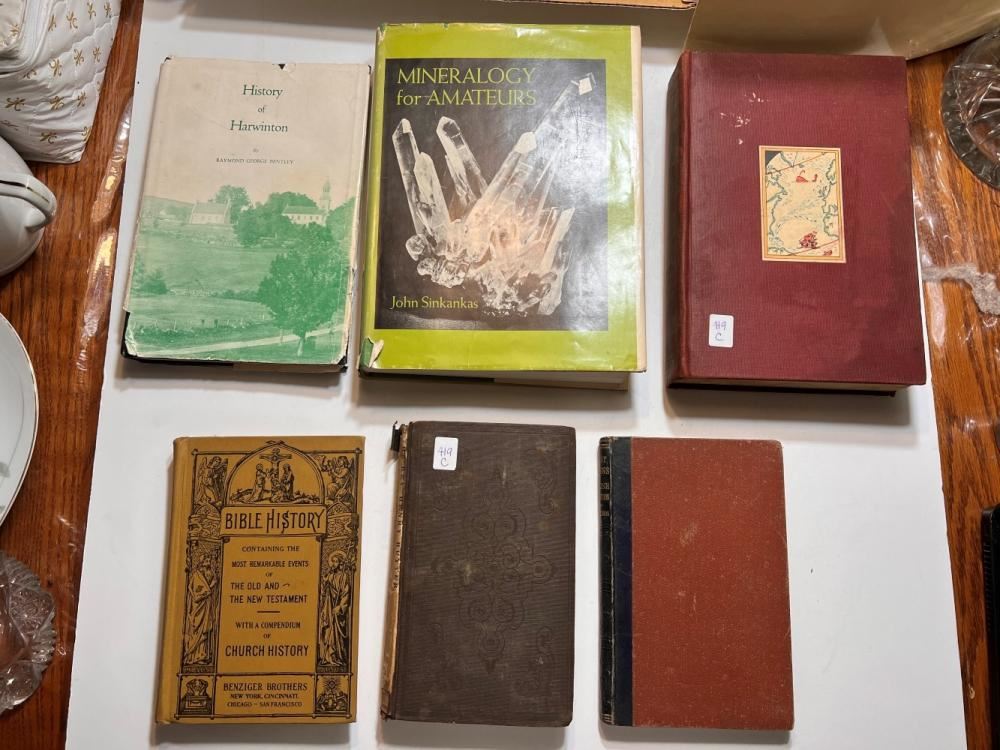 History
of
Harwinton
By
RAYMOND GEORGE BENTLEY
MINERALOGY
for AMATEURS
John Sinkankas
419
C
BIBLE HISTORY
CONTAINING THE
MOST REMARKABLE EVENTS
OF
THE OLD AND
THE NEW TESTAMENT
WITH A COMPENDIUM
OF
CHURCH HISTORY
BENZIGER BROTHERS
NEW YORK, CINCINNATI,
CHICAGO – SAN FRANCISCO
419
C